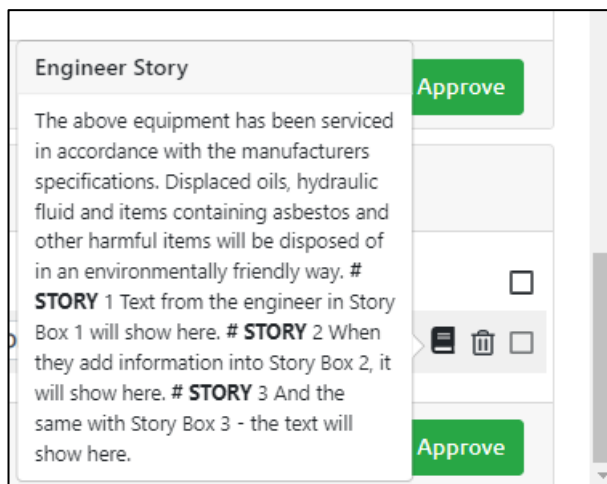 Engineer Story
Approve
The above equipment has been serviced
in accordance with the manufacturers
specifications. Displaced oils, hydraulic
fluid and items containing asbestos and
other harmful items will be disposed of
in an environmentally friendly way. #
STORY 1 Text from the engineer in Story
Box 1 will show here. # STORY 2 When
they add information into Story Box 2, it
will show here. # STORY 3 And the
same with Story Box 3 - the text will
show here.
Approve